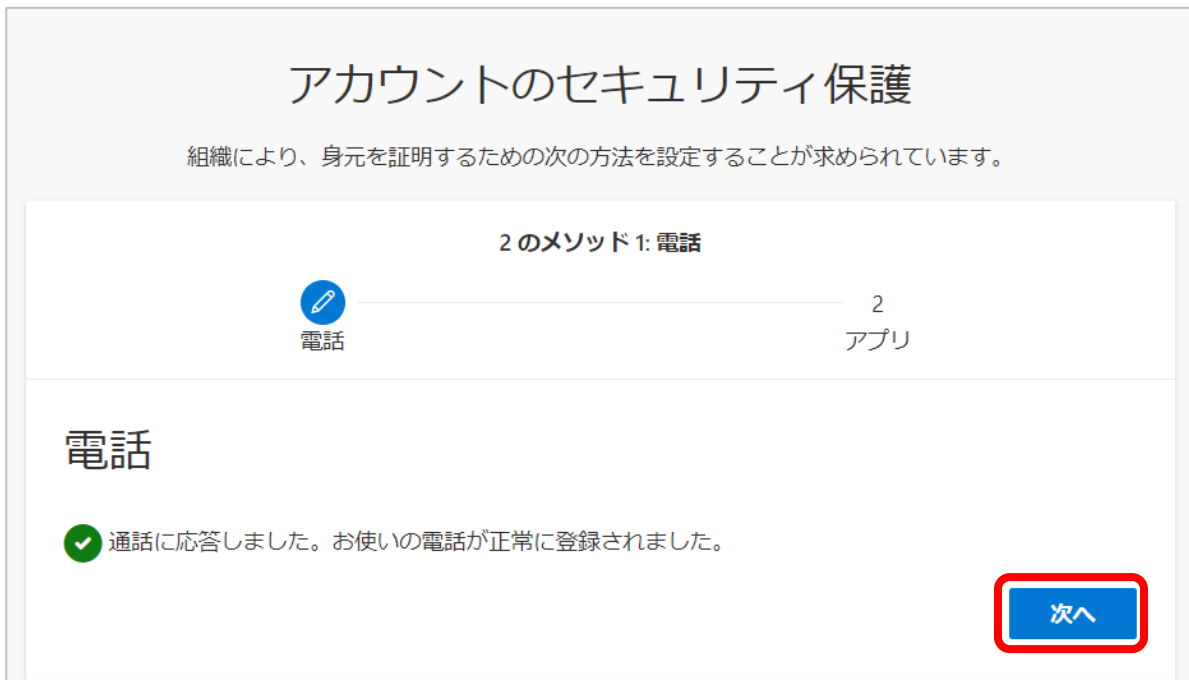 アカウントのセキュリティ保護
組織により、身元を証明するための次の方法を設定することが求められています。
2 のメソッド 1: 電話
2
電話
アプリ
電話
通話に応答しました。お使いの電話が正常に登録されました。
次へ